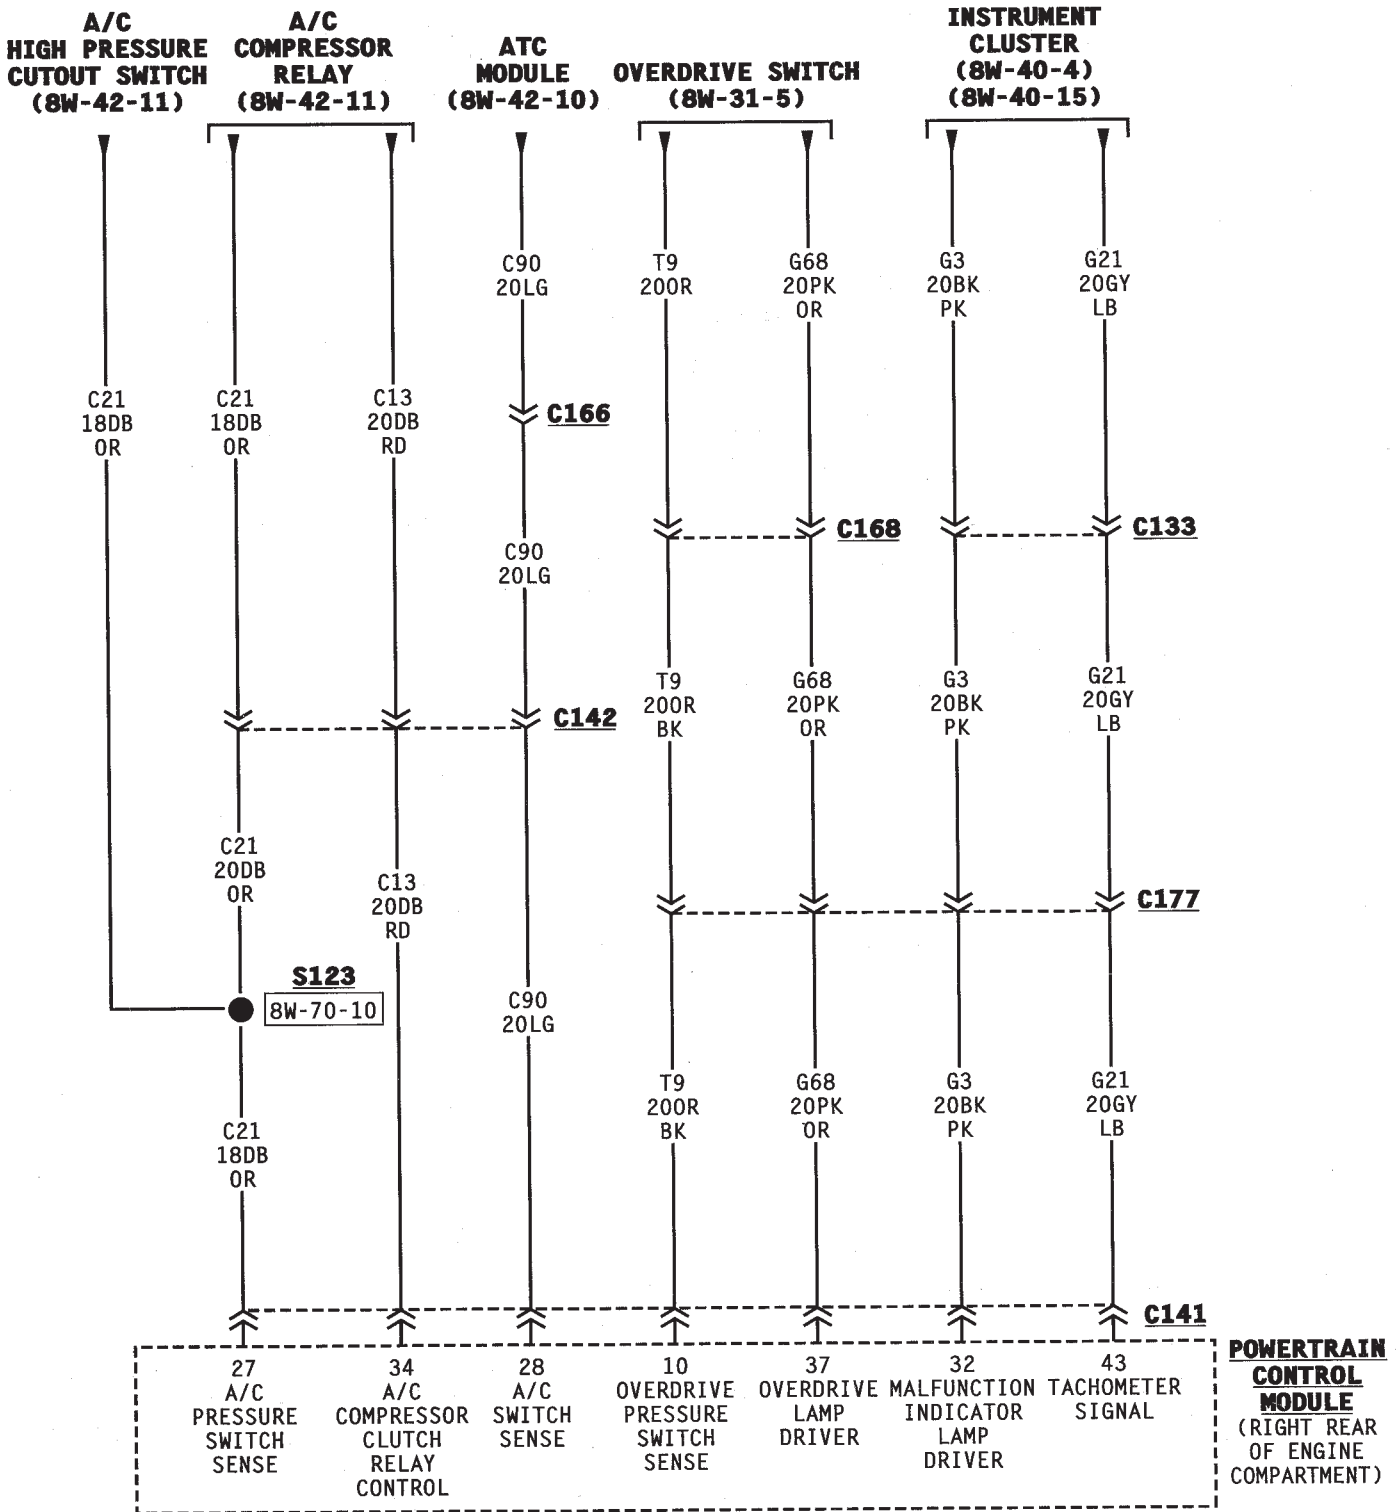 A/C
HIGH PRESSURE
CUTOUT SWITCH
(8W-42-11)
A/C
COMPRESSOR
RELAY
(8W-42-11)
ATC
MODULE
(8W-42-10)
OVERDRIVE SWITCH
(8W-31-5)
INSTRUMENT
CLUSTER
(8W-40-4)
(8W-40-15)
C90
20LG
T9
20OR
G68
20PK
OR
G3
20BK
PK
G21
20GY
LB
C21
18DB
OR
C21
18DB
OR
C13
20DB
RD
C166
C168
C133
C90
20LG
T9
20OR
BK
G68
20PK
OR
G3
20BK
PK
G21
20GY
LB
C142
C21
20DB
OR
C13
20DB
RD
C177
S123
8W-70-10
C90
20LG
T9
20OR
BK
G68
20PK
OR
G3
20BK
PK
G21
20GY
LB
C21
18DB
OR
C141
27
A/C
PRESSURE
SWITCH
SENSE
34
A/C
COMPRESSOR
CLUTCH
RELAY
CONTROL
28
A/C
SWITCH
SENSE
10
OVERDRIVE
PRESSURE
SWITCH
SENSE
37
OVERDRIVE
LAMP
DRIVER
32
MALFUNCTION
INDICATOR
LAMP
DRIVER
43
TACHOMETER
SIGNAL
POWERTRAIN
CONTROL
MODULE
(RIGHT REAR
OF ENGINE
COMPARTMENT)